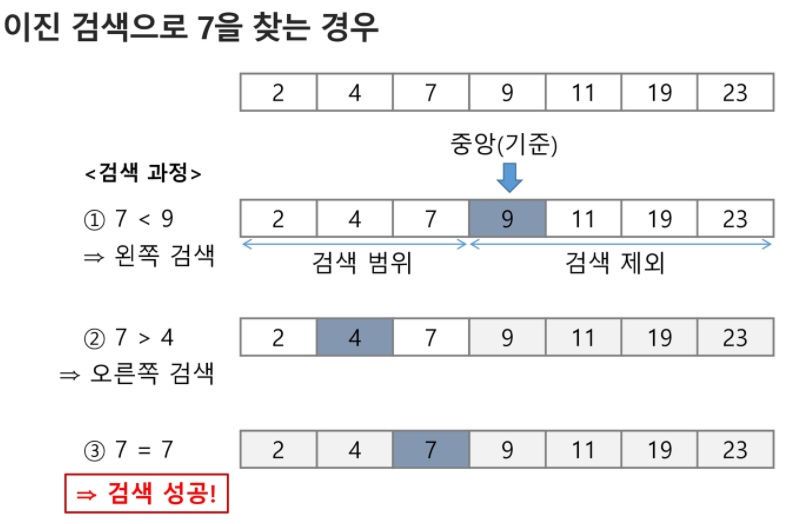 이진 검색으로 7을 찾는 경우
2 4 7 9 11 19 23
중앙(기준)
<검색 과정>
① 7 < 9
2 4 7 9 11 19 23
⇒ 왼쪽 검색
검색 범위 검색 제외
② 7 > 4
2 4 7 9 11 19 23
⇒ 오른쪽 검색
③ 7 = 7
2 4 7 9 11 19 23
⇒ 검색 성공!